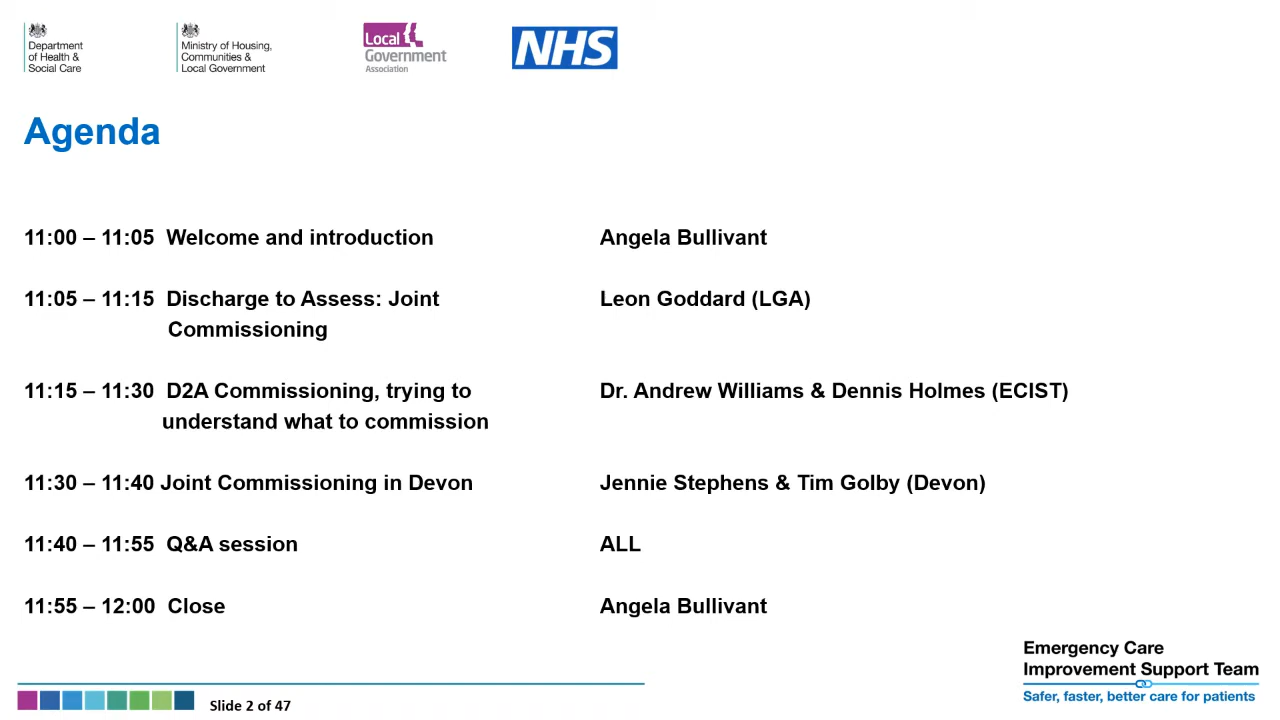 Department
of Health &
Social Care
Ministry of Housing,
Communities &
Local Government
Local
Government
Association
NHS
Agenda
11:00 – 11:05 Welcome and introduction Angela Bullivant
11:05 – 11:15 Discharge to Assess: Joint Leon Goddard (LGA)
Commissioning
11:15 – 11:30 D2A Commissioning, trying to Dr. Andrew Williams & Dennis Holmes (ECIST)
understand what to commission
11:30 – 11:40 Joint Commissioning in Devon Jennie Stephens & Tim Golby (Devon)
11:40 – 11:55 Q&A session ALL
11:55 – 12:00 Close Angela Bullivant
Emergency Care
Improvement Support Team
Safer, faster, better care for patients
Slide 2 of 47